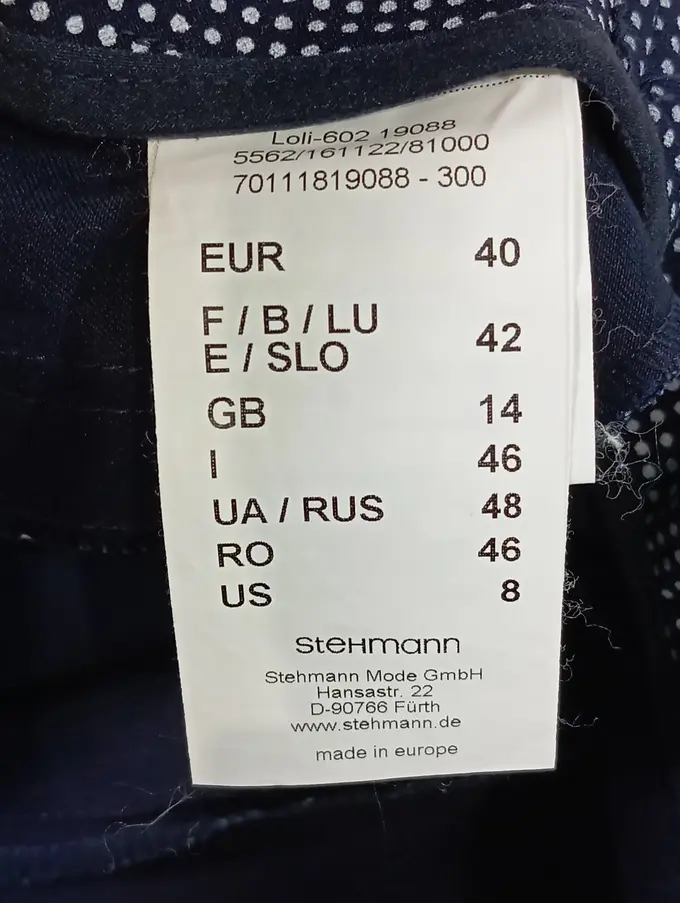 Loli-602 19088
5562/161122/81000
70111819088 - 300
EUR 40
F / B / LU
E / SLO 42
GB 14
I 46
UA / RUS 48
RO 46
US 8
steHmann
Stehmann Mode GmbH
Hansastr. 22
D-90766 Fürth
www.stehmann.de
made in europe